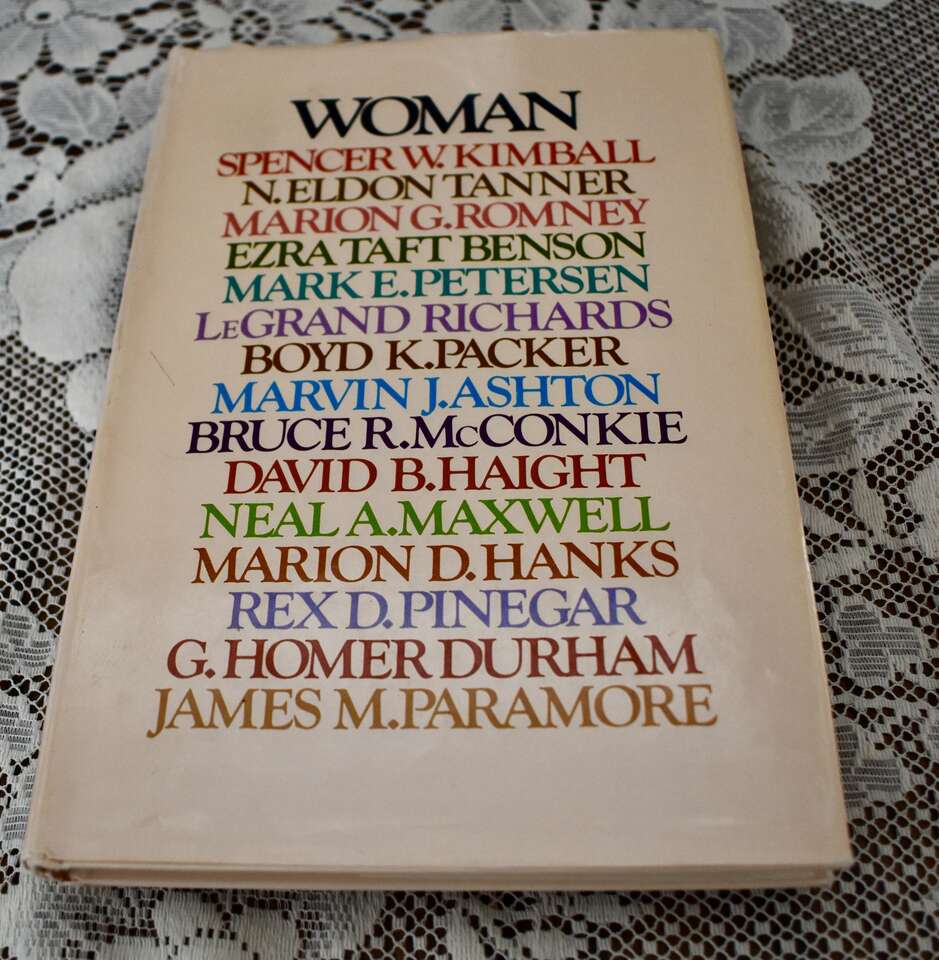 WOMAN
SPENCER W. KIMBALL
N. ELDON TANNER
MARION G. ROMNEY
EZRA TAFT BENSON
MARK E. PETERSEN
LeGRAND RICHARDS
BOYD K. PACKER
MARVIN J. ASHTON
BRUCE R. McCONKIE
DAVID B. HAIGHT
NEAL A. MAXWELL
MARION D. HANKS
REX D. PINEGAR
G. HOMER DURHAM
JAMES M. PARAMORE